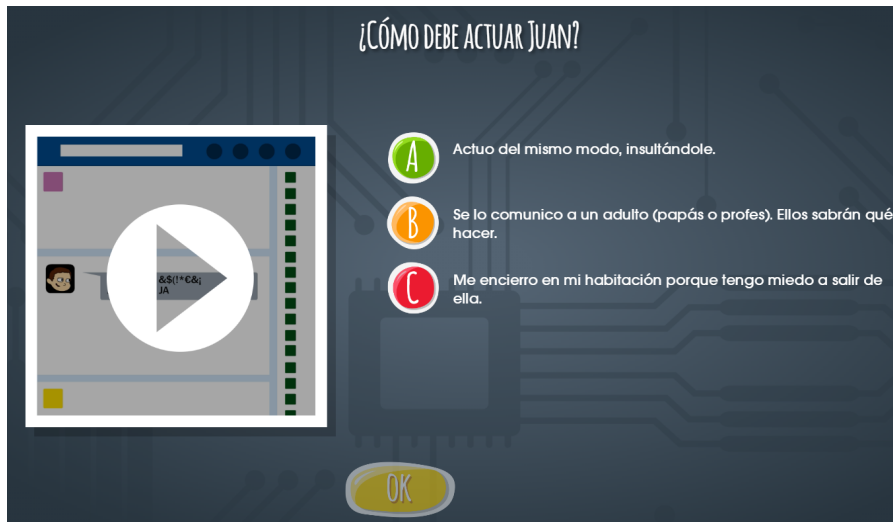 ¿Cómo debe actuar Juan?
A
Actuo del mismo modo, insultándole.
B
Se lo comunico a un adulto (papás o profes). Ellos sabrán qué
hacer.
C
Me encierro en mi habitación porque tengo miedo a salir de
ella.
&$(!*€&¡
JA
OK